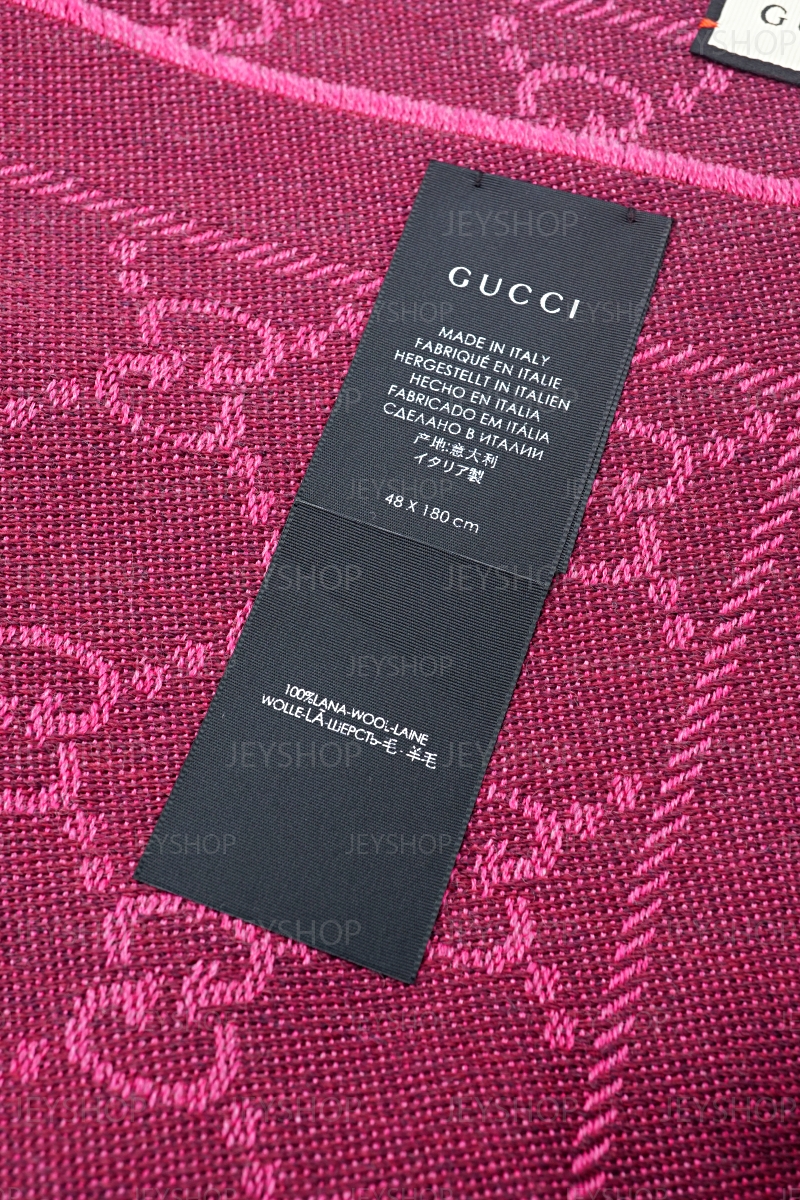 G
GUCCI
MADE IN ITALY
FABRIQUÉ EN ITALIE
HERGESTELLT IN ITALIEN
HECHO EN ITALIA
FABRICADO EM ITÁLIA
СДЕЛАНО В ИТАЛИИ
产地:意大利
イタリア製
48 X 180 cm
100%LANA-WOOL-LAINE
WOLLE-LÃ-ШЕРСТЬ-毛 - 羊毛
JEYSHOP